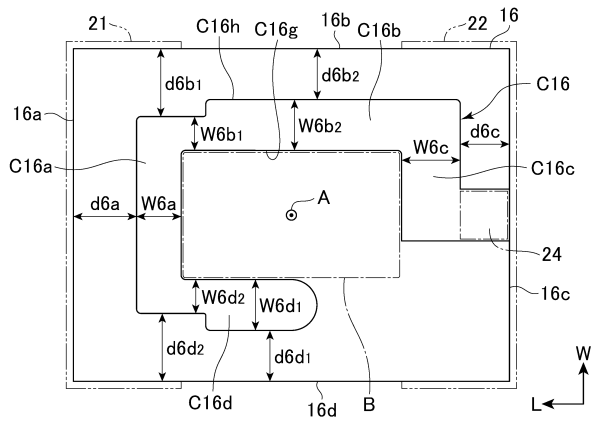 21 C16h C16g 16b C16b 22 16
d6b1 d6b2 C16
16a
W6b1 W6b2 W6c d6c
C16a C16c
d6a W6a A
24
W6d2 W6d1 16c
d6d2 d6d1
W
C16d 16d B L